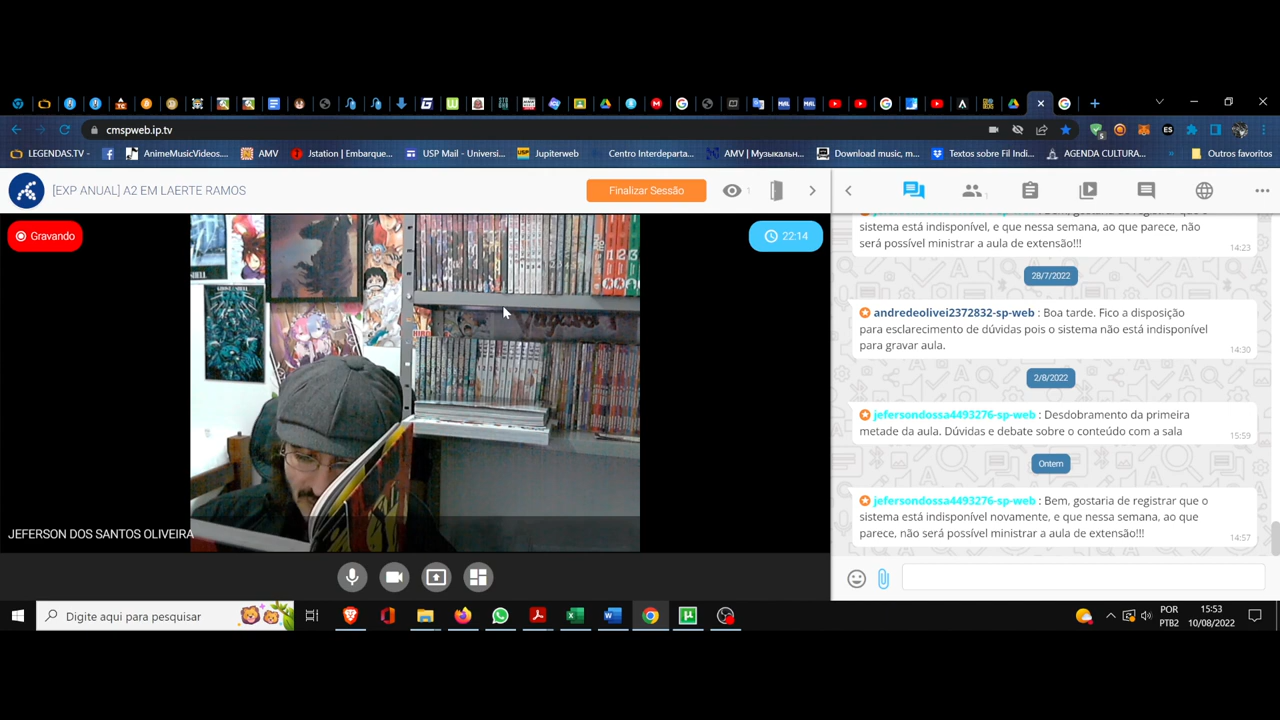 cmspweb.ip.tv
LEGENDAS.TV -
AnimeMusicVideos....
AMV
Jstation | Embarque...
USP Mail - Universi...
Jupiterweb
Centro Interdeparta...
AMV | Музыкальн...
Download music, m...
Textos sobre Fil Indi...
AGENDA CULTURA...
»
Outros favoritos
[EXP ANUAL] A2 EM LAERTE RAMOS
Finalizar Sessão
1
1
Gravando
22:14
JEFERSON DOS SANTOS OLIVEIRA
sistema está indisponível, e que nessa semana, ao que parece, não
será possível ministrar a aula de extensão!!!
14:23
28/7/2022
andredeolivei2372832-sp-web : Boa tarde. Fico a disposição
para esclarecimento de dúvidas pois o sistema não está indisponível
para gravar aula.
14:30
2/8/2022
jefersondossa4493276-sp-web : Desdobramento da primeira
metade da aula. Dúvidas e debate sobre o conteúdo com a sala
15:59
Ontem
jefersondossa4493276-sp-web : Bem, gostaria de registrar que o
sistema está indisponível novamente, e que nessa semana, ao que
parece, não será possível ministrar a aula de extensão!!!
14:57
Digite aqui para pesquisar
POR
PTB2
15:53
10/08/2022